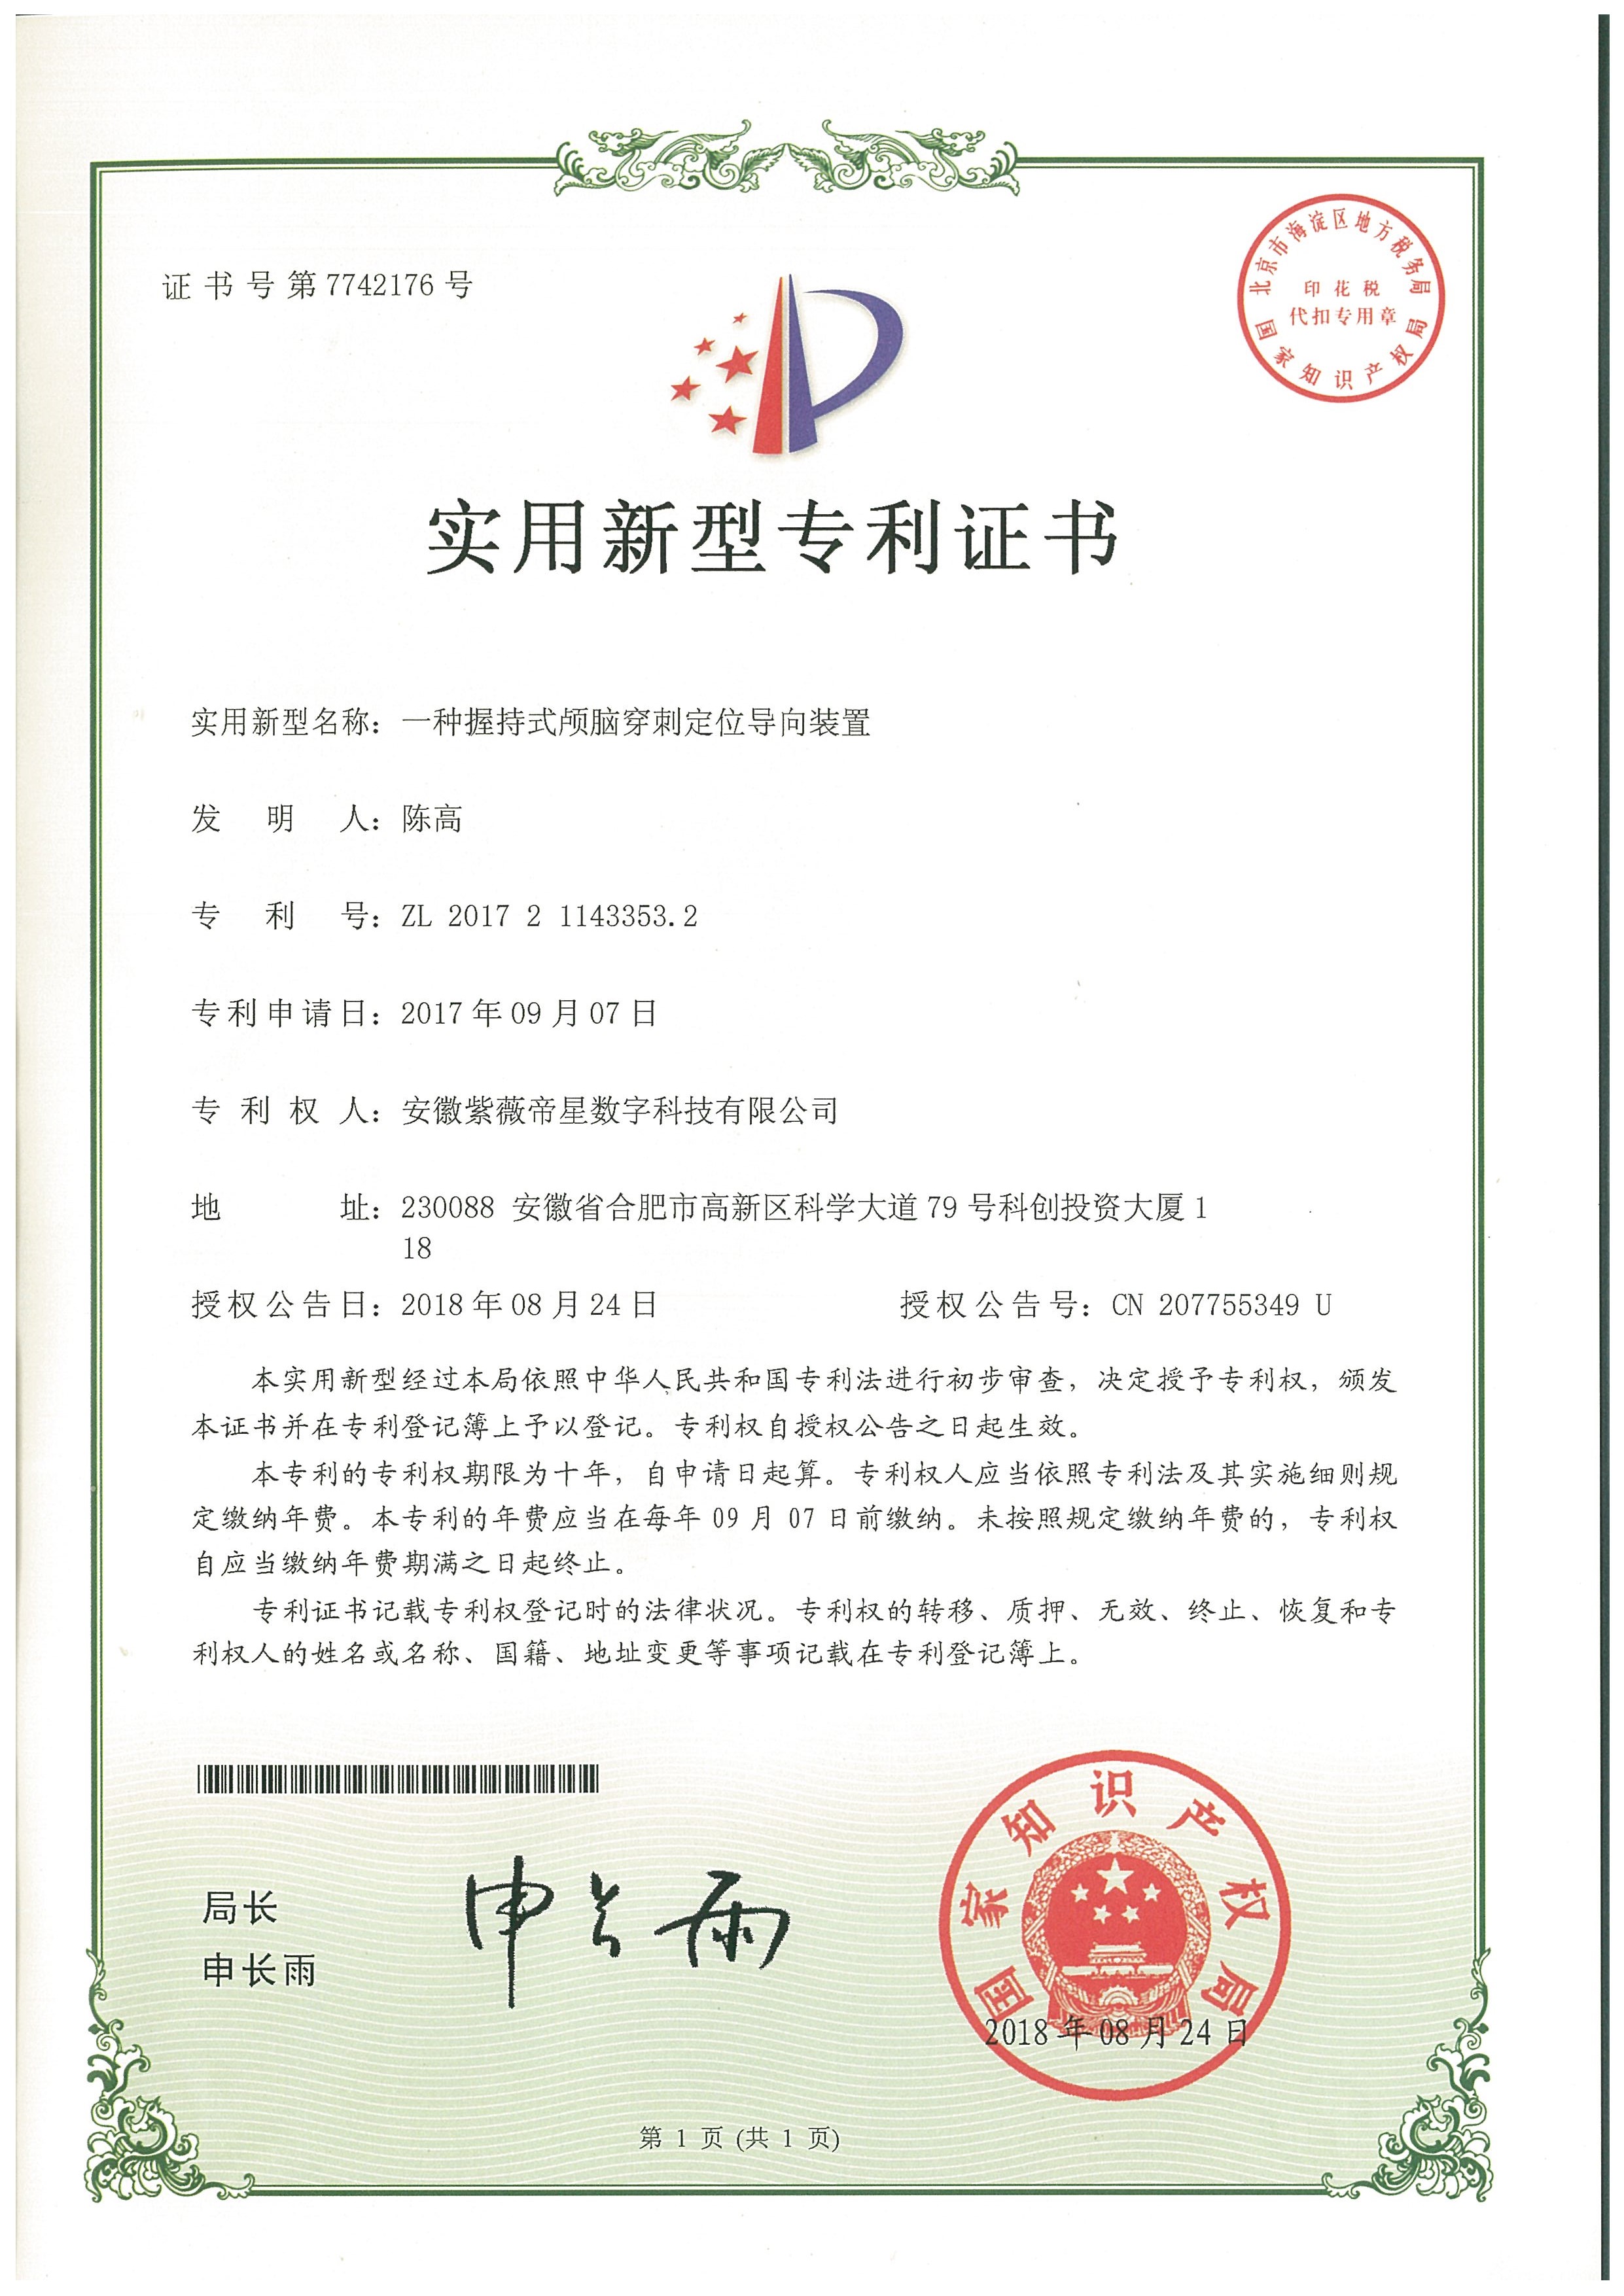 证书号第7742176号
北京市海淀区地方税务局
印花税
代扣专用章
国家知识产权局
实用新型专利证书
实用新型名称：一种握持式颅脑穿刺定位导向装置
发明人：陈高
专利号：ZL 2017 2 1143353.2
专利申请日：2017年09月07日
专利权人：安徽紫薇帝星数字科技有限公司
地址：230088 安徽省合肥市高新区科学大道79号科创投资大厦1
18
授权公告日：2018年08月24日 授权公告号：CN 207755349 U
本实用新型经过本局依照中华人民共和国专利法进行初步审查，决定授予专利权，颁发
本证书并在专利登记簿上予以登记。专利权自授权公告之日起生效。
本专利的专利权期限为十年，自申请日起算。专利权人应当依照专利法及其实施细则规
定缴纳年费。本专利的年费应当在每年09月07日前缴纳。未按照规定缴纳年费的，专利权
自应当缴纳年费期满之日起终止。
专利证书记载专利权登记时的法律状况。专利权的转移、质押、无效、终止、恢复和专
利权人的姓名或名称、国籍、地址变更等事项记载在专利登记簿上。
局长
申长雨
申长雨
国家知识产权局
2018年08月24日
第 1 页 (共 1 页)